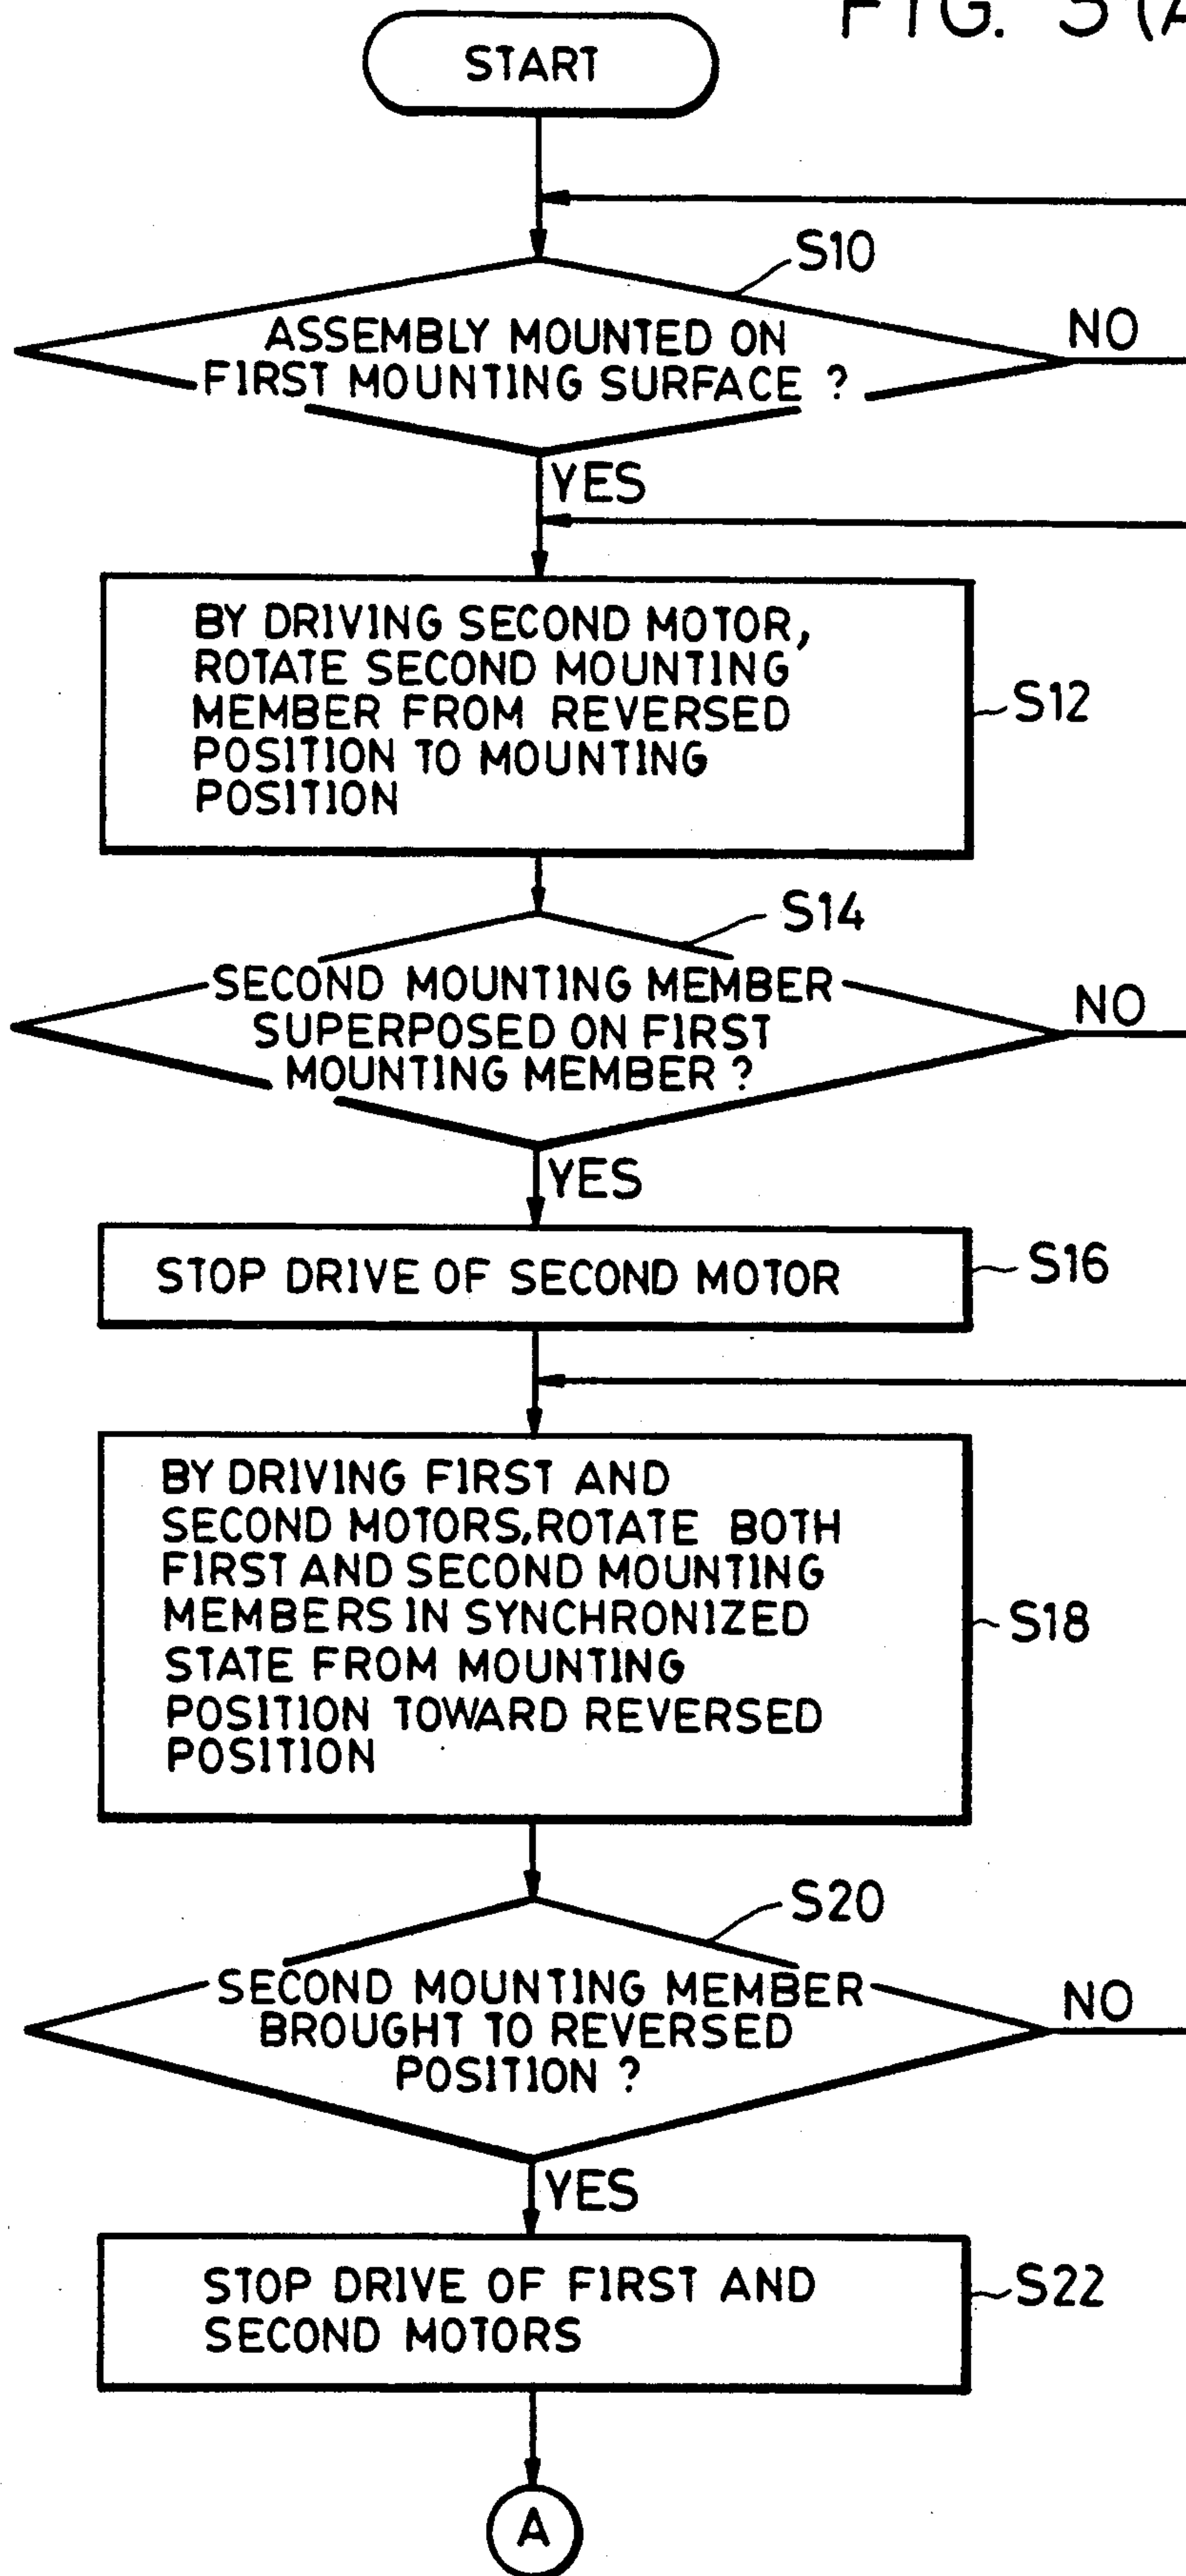 FIG.
START
S10
ASSEMBLY MOUNTED ON
FIRST MOUNTING SURFACE ?
NO
YES
BY DRIVING SECOND MOTOR,
ROTATE SECOND MOUNTING
MEMBER FROM REVERSED
POSITION TO MOUNTING
POSITION
S12
S14
SECOND MOUNTING MEMBER
SUPERPOSED ON FIRST
MOUNTING MEMBER ?
NO
YES
STOP DRIVE OF SECOND MOTOR
S16
BY DRIVING FIRST AND
SECOND MOTORS, ROTATE BOTH
FIRST AND SECOND MOUNTING
MEMBERS IN SYNCHRONIZED
STATE FROM MOUNTING
POSITION TOWARD REVERSED
POSITION
S18
S20
SECOND MOUNTING MEMBER
BROUGHT TO REVERSED
POSITION ?
NO
YES
STOP DRIVE OF FIRST AND
SECOND MOTORS
S22
A